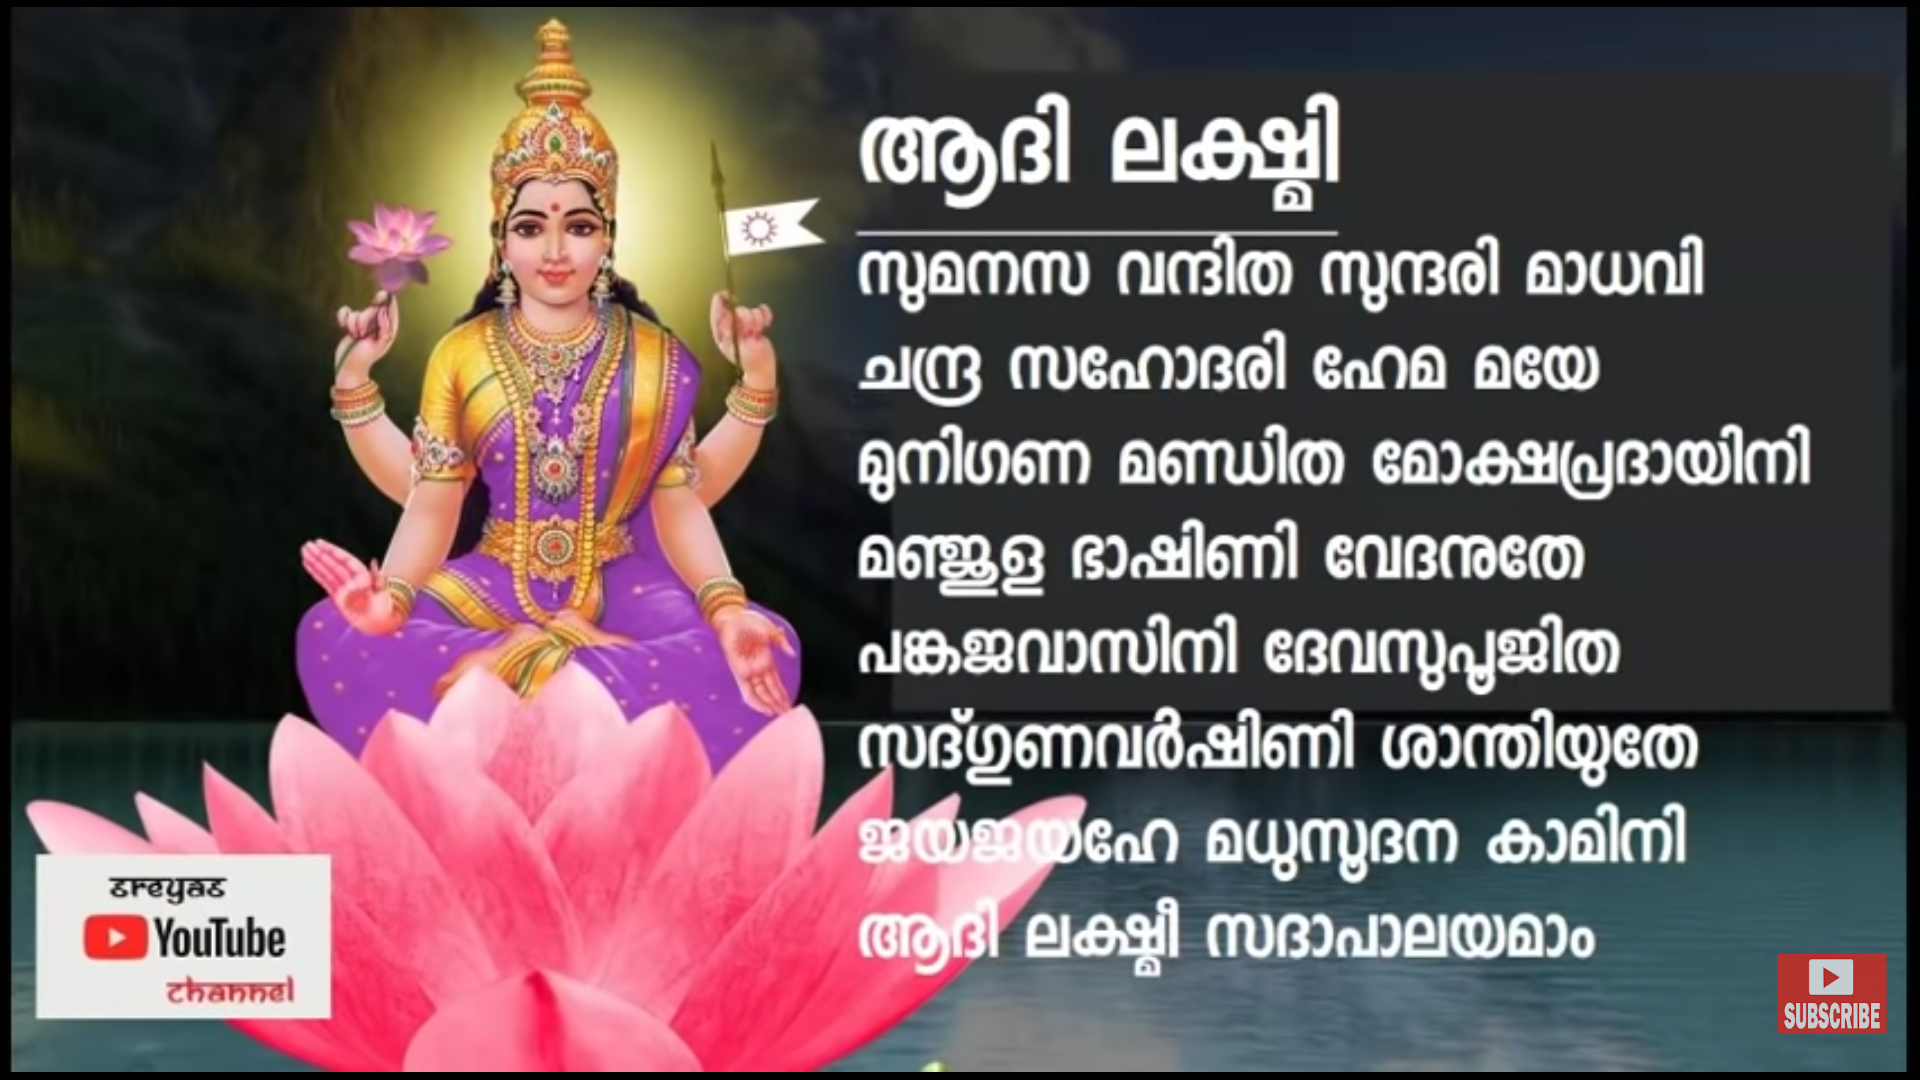 ആദി ലക്ഷ്മി
സുമനസ വന്ദിത സുന്ദരി മാധവി
ചന്ദ്ര സഹോദരി ഹേമ മയേ
മുനിഗണ മണ്ഡിത മോക്ഷപ്രദായിനി
മഞ്ജുള ഭാഷിണി വേദനുതേ
പങ്കജവാസിനി ദേവസുപൂജിത
സദ്ഗുണവർഷിണി ശാന്തിയുതേ
ജയജയഹേ മധുസൂദന കാമിനി
ആദി ലക്ഷ്മീ സദാപാലയമാം
sreyas
YouTube
channel
SUBSCRIBE